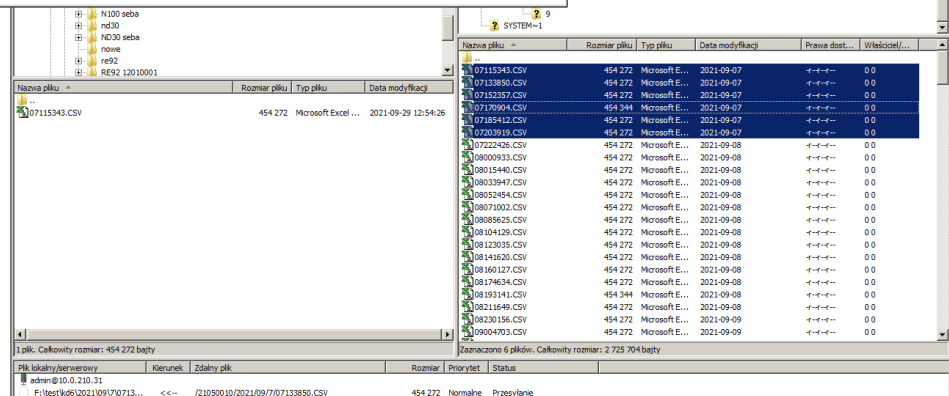 N100 seba
nd30
ND30 seba
nowe
re92
RE92 12010001
? 9
? SYSTEM~1
Nazwa pliku Rozmiar pliku Typ pliku Data modyfikacji
..
07115343.CSV 454 272 Microsoft Excel ... 2021-09-29 12:54:26
1 plik. Całkowity rozmiar: 454 272 bajty
Nazwa pliku Rozmiar pliku Typ pliku Data modyfikacji Prawa dost... Właściciel/...
..
07115343.CSV 454 272 Microsoft E... 2021-09-07 -r--r--r-- 0 0
07133850.CSV 454 272 Microsoft E... 2021-09-07 -r--r--r-- 0 0
07152357.CSV 454 272 Microsoft E... 2021-09-07 -r--r--r-- 0 0
07170904.CSV 454 344 Microsoft E... 2021-09-07 -r--r--r-- 0 0
07185412.CSV 454 272 Microsoft E... 2021-09-07 -r--r--r-- 0 0
07203919.CSV 454 272 Microsoft E... 2021-09-07 -r--r--r-- 0 0
07222426.CSV 454 272 Microsoft E... 2021-09-08 -r--r--r-- 0 0
08000933.CSV 454 272 Microsoft E... 2021-09-08 -r--r--r-- 0 0
08015440.CSV 454 272 Microsoft E... 2021-09-08 -r--r--r-- 0 0
08033947.CSV 454 272 Microsoft E... 2021-09-08 -r--r--r-- 0 0
08052454.CSV 454 272 Microsoft E... 2021-09-08 -r--r--r-- 0 0
08071002.CSV 454 272 Microsoft E... 2021-09-08 -r--r--r-- 0 0
08085625.CSV 454 272 Microsoft E... 2021-09-08 -r--r--r-- 0 0
08104129.CSV 454 272 Microsoft E... 2021-09-08 -r--r--r-- 0 0
08123035.CSV 454 272 Microsoft E... 2021-09-08 -r--r--r-- 0 0
08141620.CSV 454 272 Microsoft E... 2021-09-08 -r--r--r-- 0 0
08160127.CSV 454 272 Microsoft E... 2021-09-08 -r--r--r-- 0 0
08174634.CSV 454 272 Microsoft E... 2021-09-08 -r--r--r-- 0 0
08193141.CSV 454 344 Microsoft E... 2021-09-08 -r--r--r-- 0 0
08211649.CSV 454 272 Microsoft E... 2021-09-08 -r--r--r-- 0 0
08230156.CSV 454 272 Microsoft E... 2021-09-09 -r--r--r-- 0 0
09004703.CSV 454 272 Microsoft E... 2021-09-09 -r--r--r-- 0 0
Zaznaczono 6 plików. Całkowity rozmiar: 2 725 704 bajty
Plik lokalny/serwerowy Kierunek Zdalny plik Rozmiar Priorytet Status
admin@10.0.210.31
F:\test\kd6\2021\09\7\0713... <<-- /21050010/2021/09/7/07133850.CSV 454 272 Normalne Przesyłanie